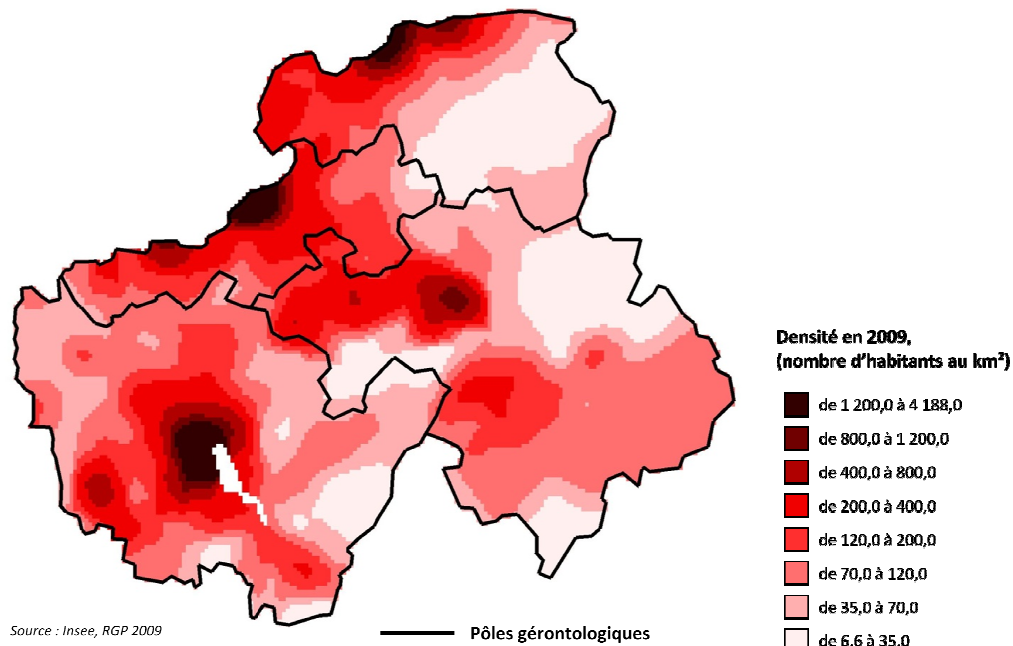 Densité en 2009,
(nombre d'habitants au km²)
de 1 200,0 à 4 188,0
de 800,0 à 1 200,0
de 400,0 à 800,0
de 200,0 à 400,0
de 120,0 à 200,0
de 70,0 à 120,0
de 35,0 à 70,0
de 6,6 à 35,0
Source : Insee, RGP 2009
Pôles gérontologiques